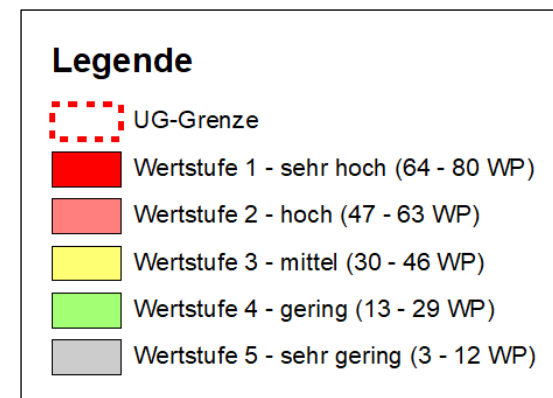 Legende
UG-Grenze
Wertstufe 1 - sehr hoch (64 - 80 WP)
Wertstufe 2 - hoch (47 - 63 WP)
Wertstufe 3 - mittel (30 - 46 WP)
Wertstufe 4 - gering (13 - 29 WP)
Wertstufe 5 - sehr gering (3 - 12 WP)